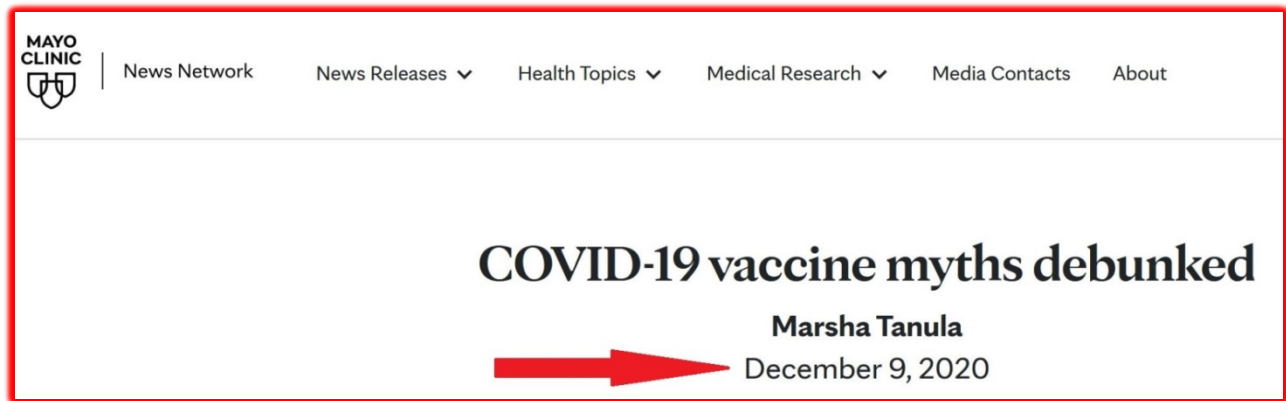 MAYO
CLINIC
News Network News Releases Health Topics Medical Research Media Contacts About
COVID-19 vaccine myths debunked
Marsha Tanula
December 9, 2020